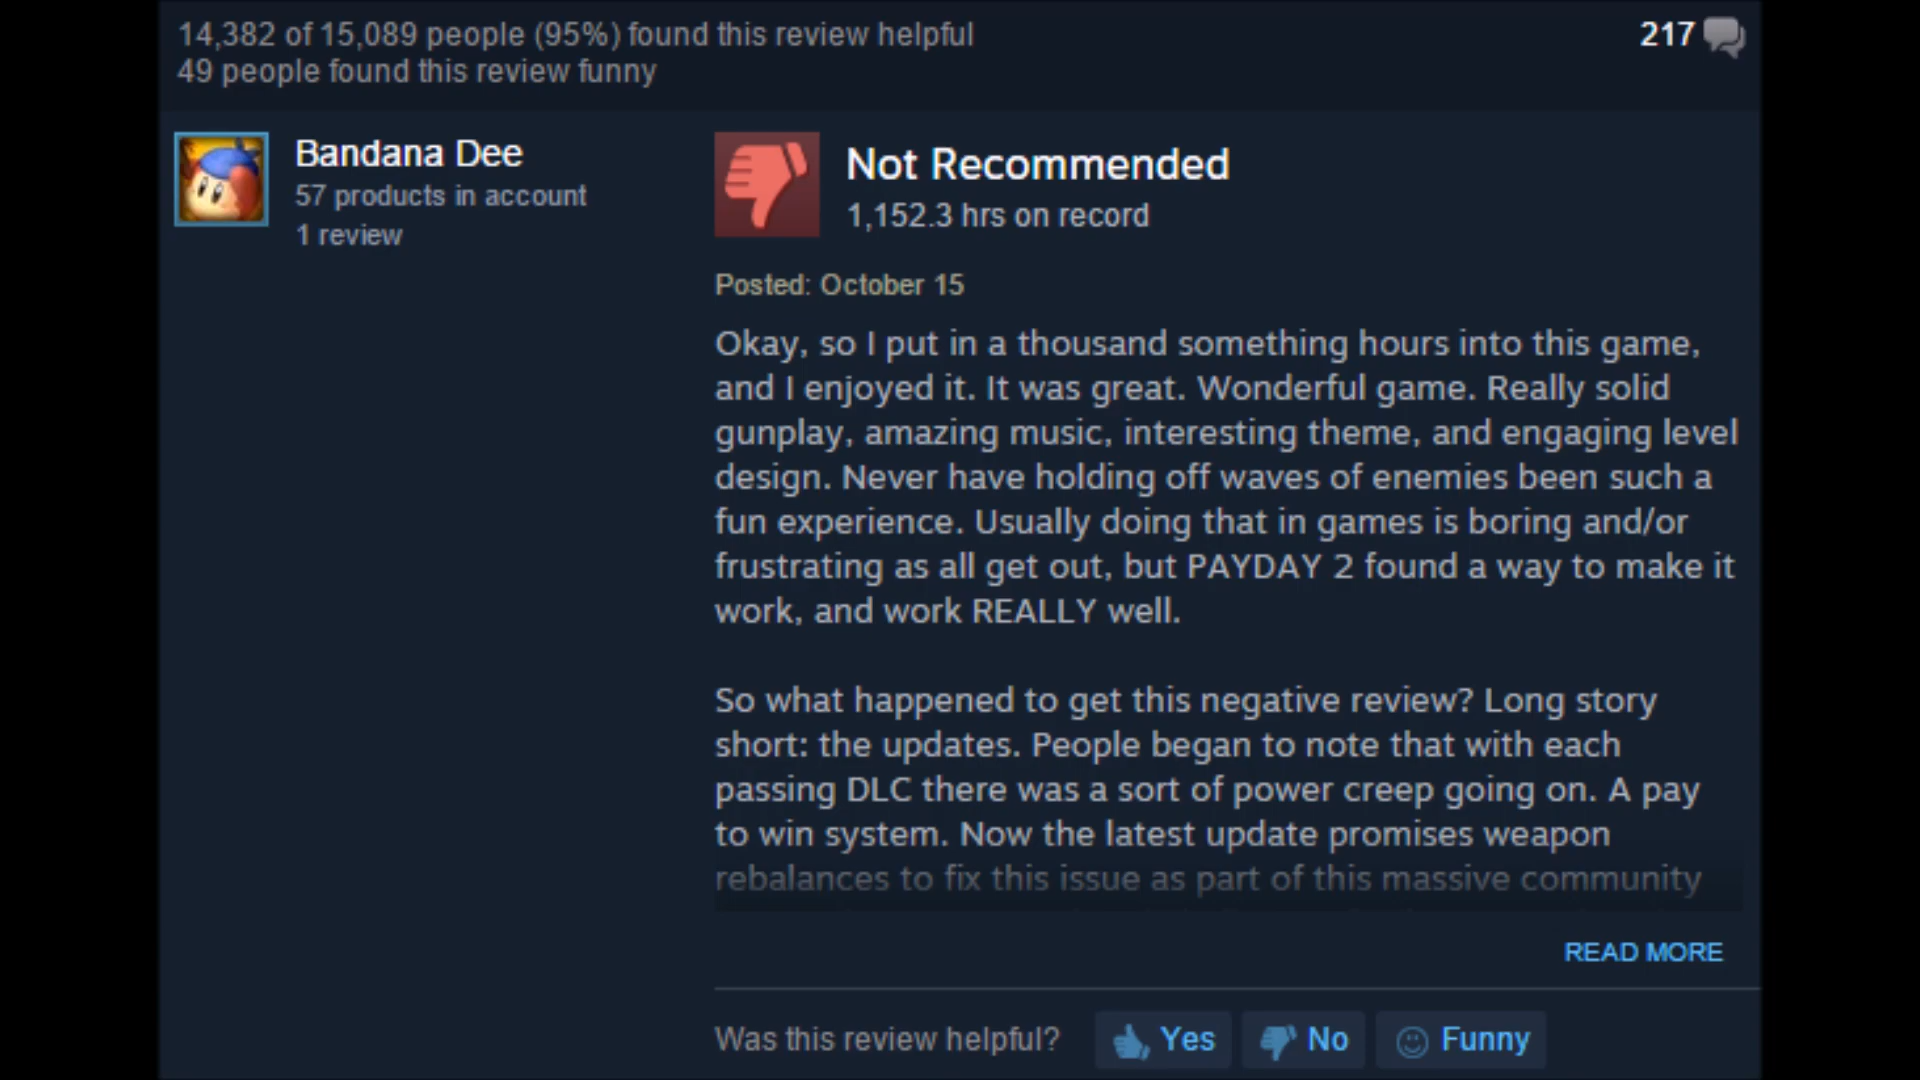 14,382 of 15,089 people (95%) found this review helpful
217
49 people found this review funny
Bandana Dee
57 products in account
1 review
Not Recommended
1,152.3 hrs on record
Posted: October 15
Okay, so I put in a thousand something hours into this game,
and I enjoyed it. It was great. Wonderful game. Really solid
gunplay, amazing music, interesting theme, and engaging level
design. Never have holding off waves of enemies been such a
fun experience. Usually doing that in games is boring and/or
frustrating as all get out, but PAYDAY 2 found a way to make it
work, and work REALLY well.
So what happened to get this negative review? Long story
short: the updates. People began to note that with each
passing DLC there was a sort of power creep going on. A pay
to win system. Now the latest update promises weapon
rebalances to fix this issue as part of this massive community
READ MORE
Was this review helpful?
Yes
No
Funny